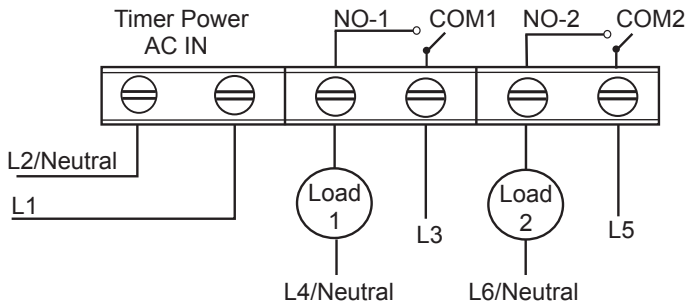 Timer Power
AC IN
NO-1
COM1
NO-2
COM2
L2/Neutral
L1
Load
1
L3
Load
2
L5
L4/Neutral
L6/Neutral